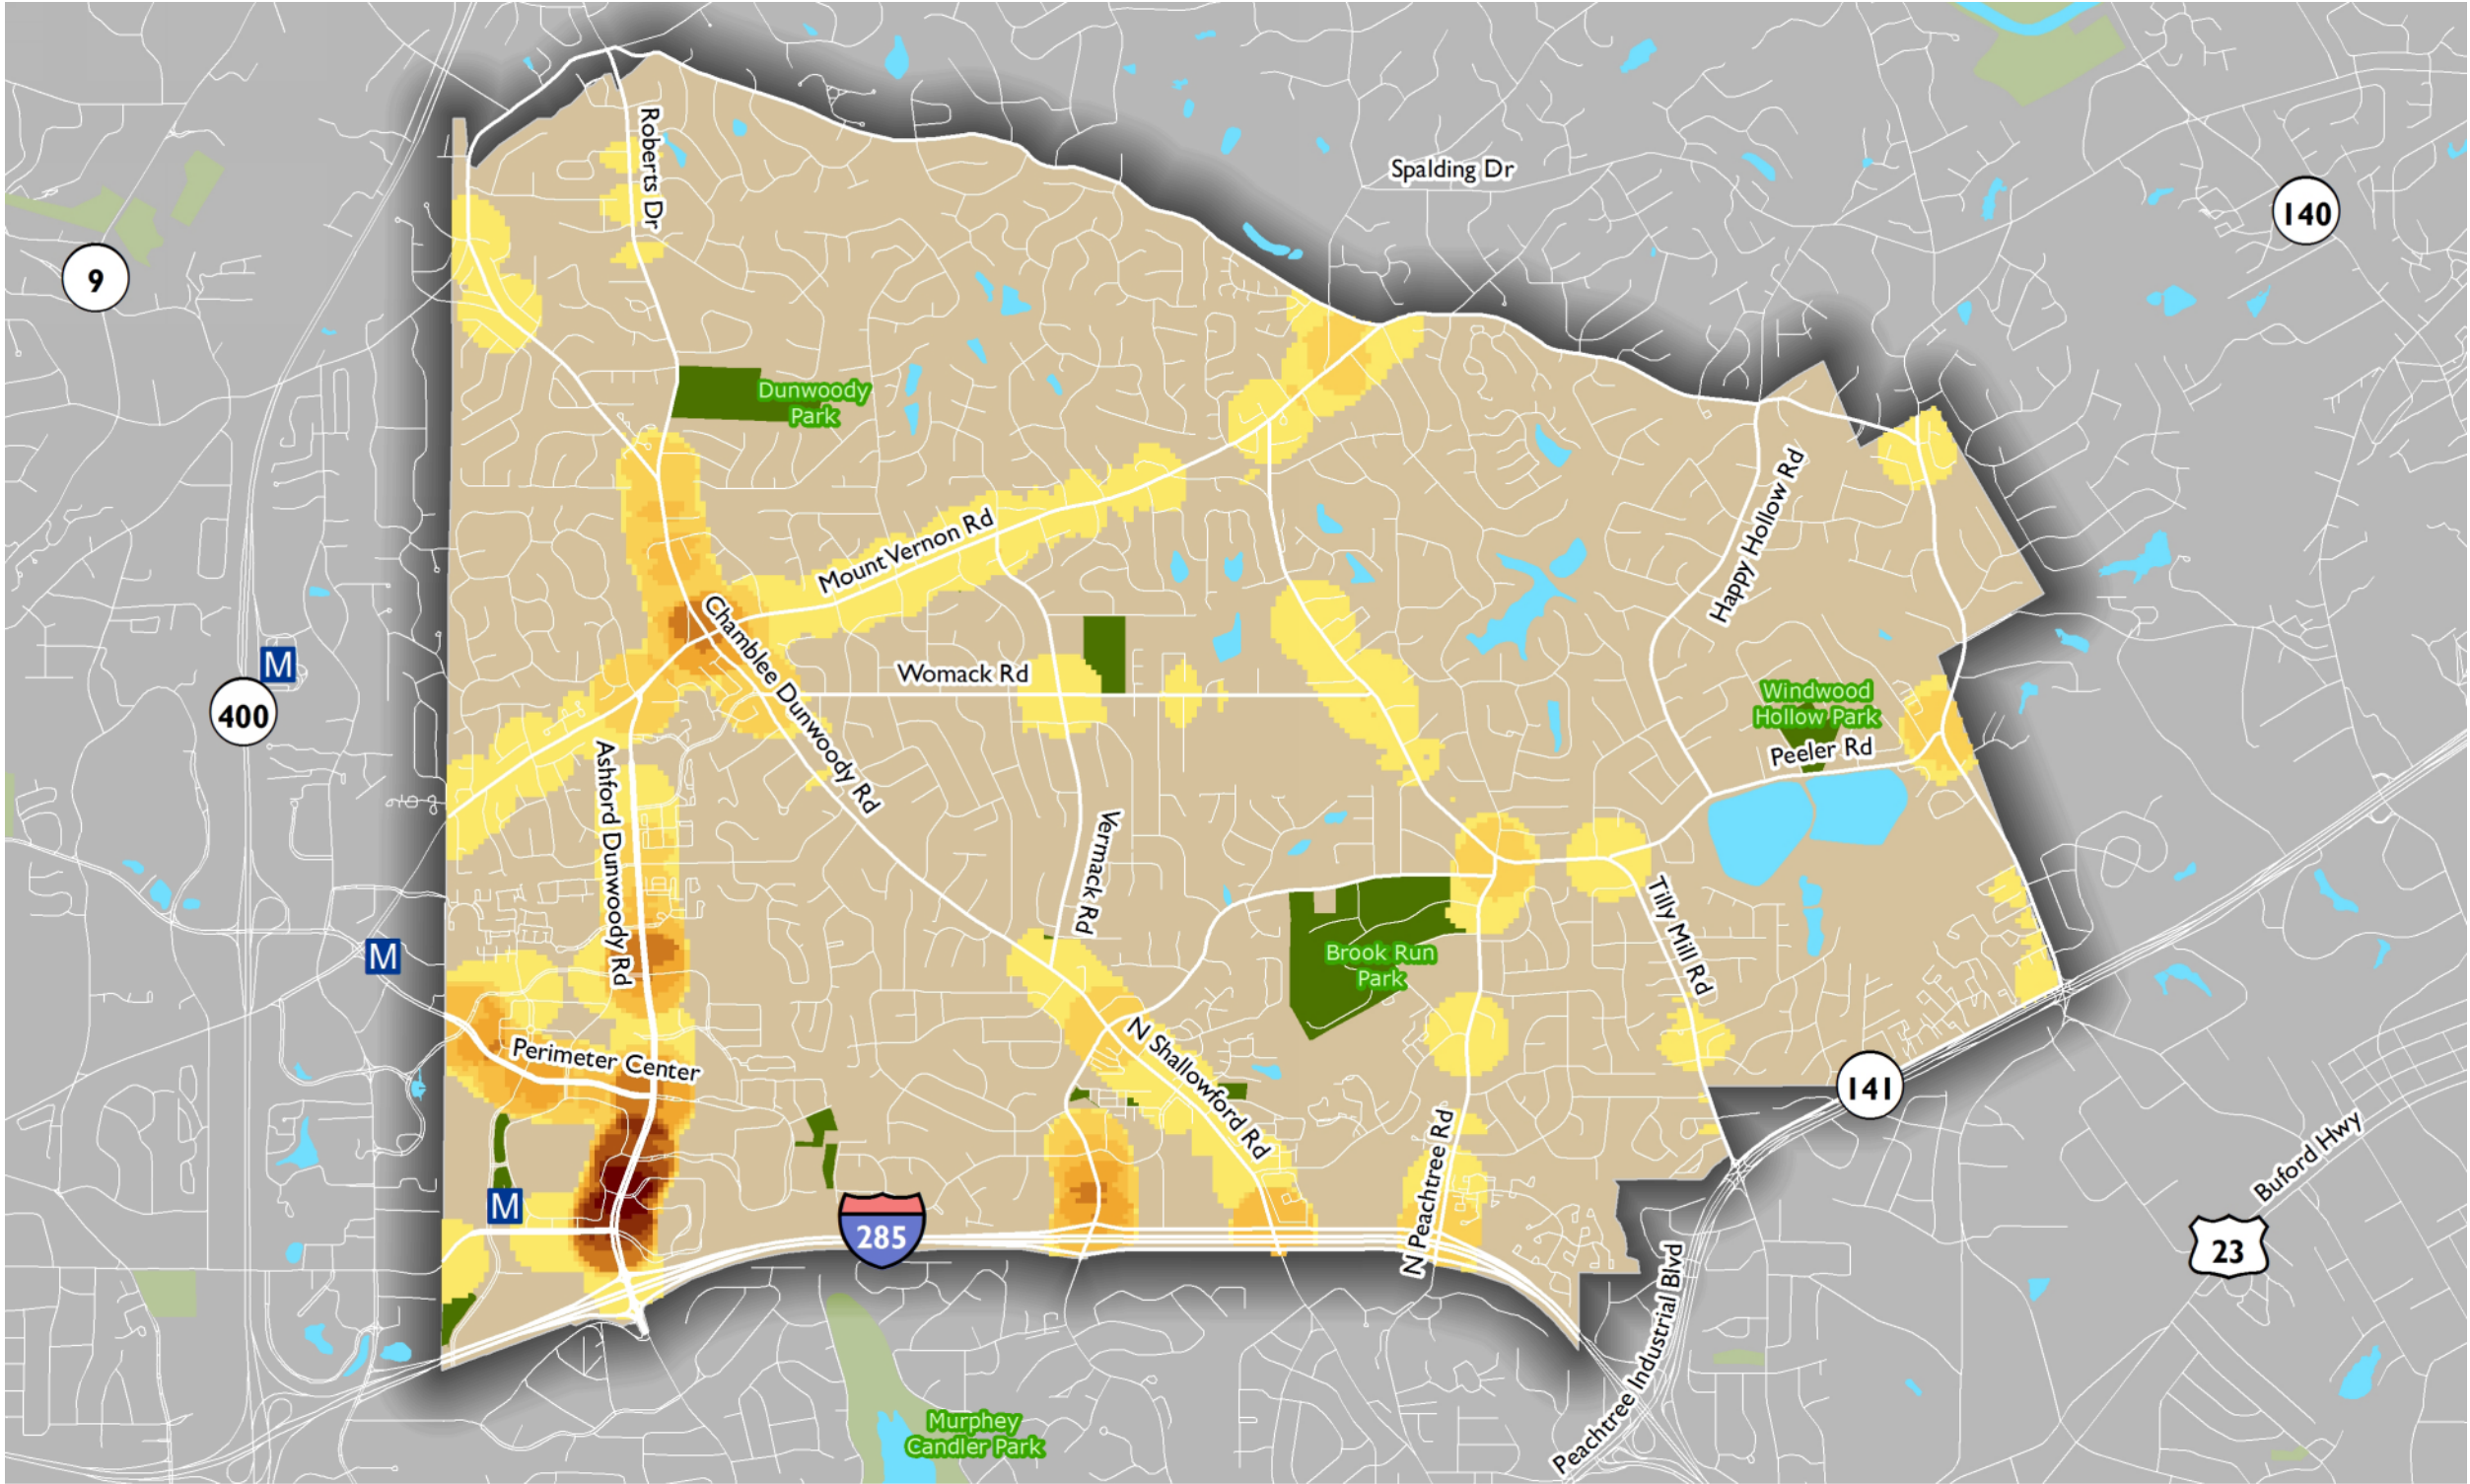 Roberts Dr
Spalding Dr
140
9
Dunwoody
Park
Happy Hollow Rd
Mount Vernon Rd
Chamblee Dunwoody Rd
M
Womack Rd
Windwood
Hollow Park
400
Peeler Rd
Ashford Dunwoody Rd
Vermack Rd
Tilly Mill Rd
M
Brook Run
Park
Perimeter Center
N Shallowford Rd
141
N Peachtree Rd
Buford Hwy
M
285
23
Peachtree Industrial Blvd
Murphey
Candler Park